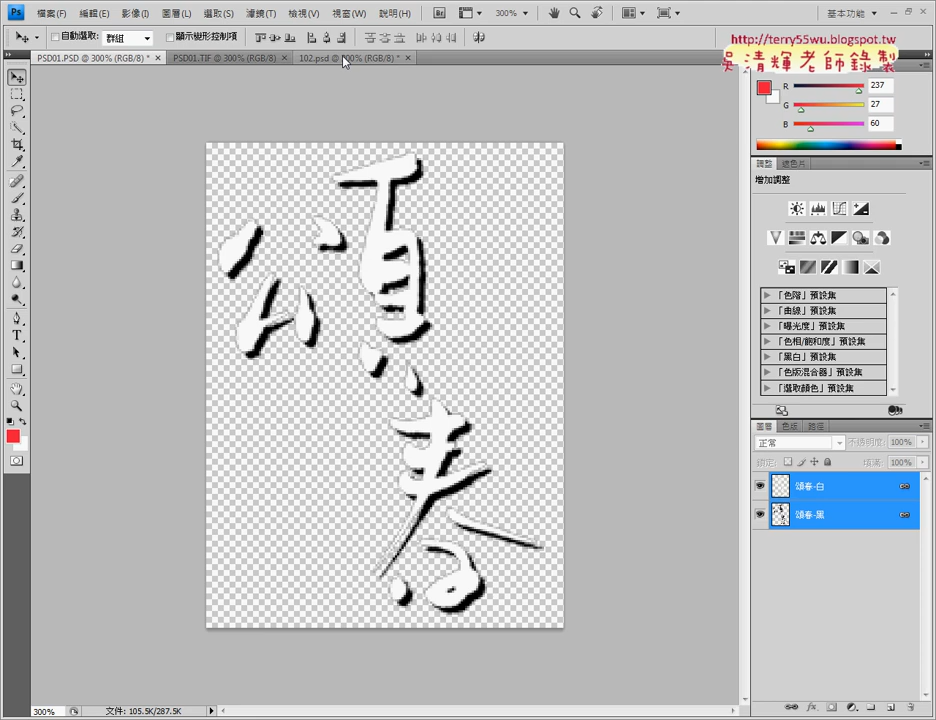 檔案(F) 編輯(E) 影像(I) 圖層(L) 選取(S) 濾鏡(T) 檢視(V) 視窗(W) 說明(H) Br 300% 基本功能
自動選取: 群組 顯示變形控制項
http://terry55wu.blogspot.tw
吳清輝老師錄製
PSD01.PSD @ 300% (RGB/8) * × PSD01.TIF @ 300% (RGB/8) × 102.psd @ 300% (RGB/8) * ×
R 237
G 27
B 60
調整
增加調整
「色階」預設集
「曲線」預設集
「曝光度」預設集
「色相/飽和度」預設集
「黑白」預設集
「色版混合器」預設集
「選取顏色」預設集
圖層 色版 路徑
正常 不透明度: 100%
鎖定: 填滿: 100%
頌春-白
頌春-黑
頌春
300% 文件: 105.5K/287.5K